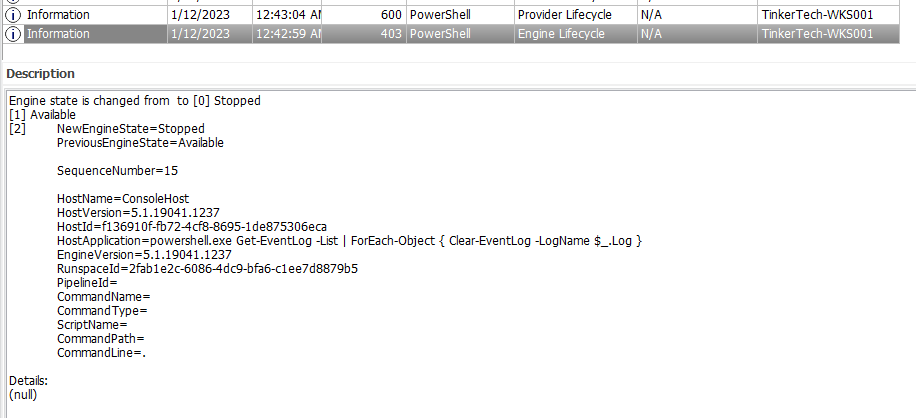 Information 1/12/2023 12:43:04 AM 600 PowerShell Provider Lifecycle N/A TinkerTech-WKS001
Information 1/12/2023 12:42:59 AM 403 PowerShell Engine Lifecycle N/A TinkerTech-WKS001
Description
Engine state is changed from  to [0] Stopped
[1] Available
[2] NewEngineState=Stopped
PreviousEngineState=Available
SequenceNumber=15
HostName=ConsoleHost
HostVersion=5.1.19041.1237
HostId=f136910f-fb72-4cf8-8695-1de875306eca
HostApplication=powershell.exe Get-EventLog -List | ForEach-Object { Clear-EventLog -LogName $_.Log }
EngineVersion=5.1.19041.1237
RunspaceId=2fab1e2c-6086-4dc9-bfa6-c1ee7d8879b5
PipelineId=
CommandName=
CommandType=
ScriptName=
CommandPath=
CommandLine=.
Details:
(null)